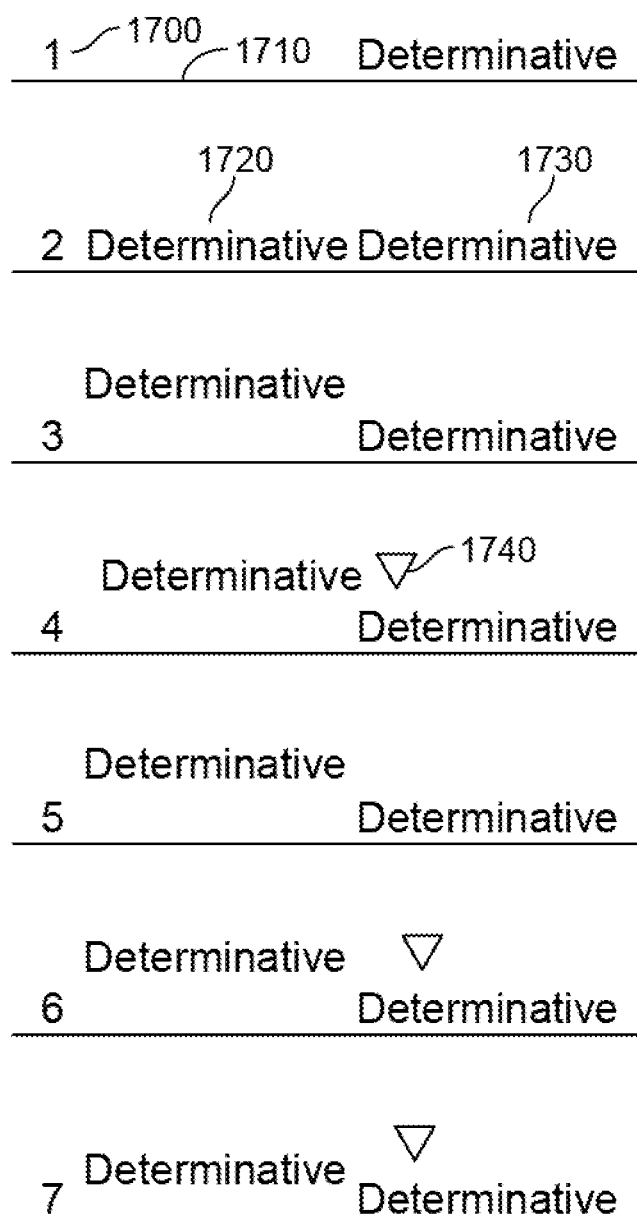 1 1700 1710 Determinative
1720 1730
2 Determinative Determinative
Determinative
3 Determinative
Determinative 1740
4 Determinative
Determinative
5 Determinative
Determinative
6 Determinative
Determinative
7 Determinative